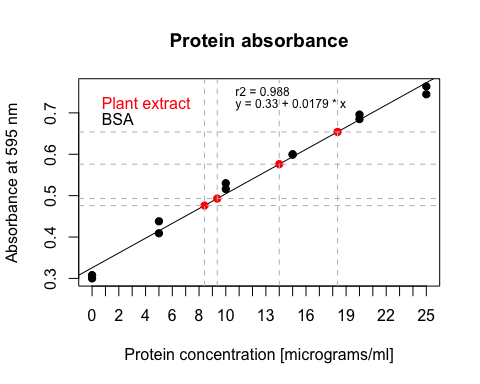 Protein absorbance
r2 = 0.988
y = 0.33 + 0.0179 * x
Plant extract
BSA
Absorbance at 595 nm
0.7
0.6
0.5
0.4
0.3
0 2 4 6 8 10 13 16 19 22 25
Protein concentration [micrograms/ml]